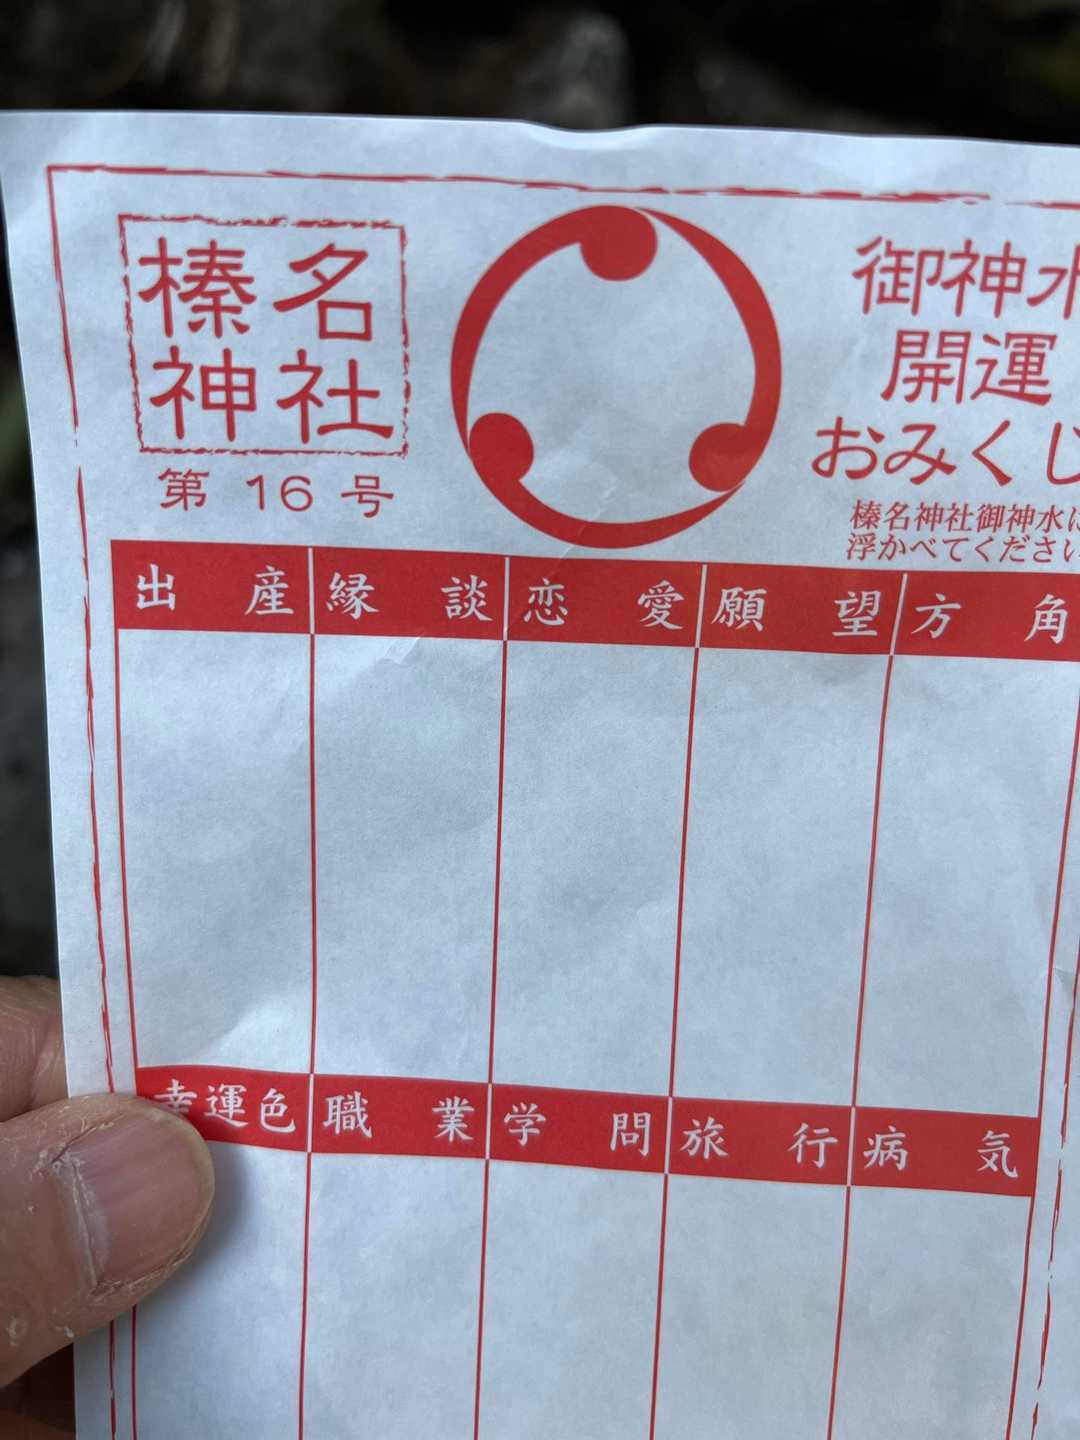 榛名
神社
第 16 号
御神水
開運
おみくじ
榛名神社御神水に
浮かべてください
出産 縁談 恋愛 願望 方角
幸運色 職業 学問 旅行 病気